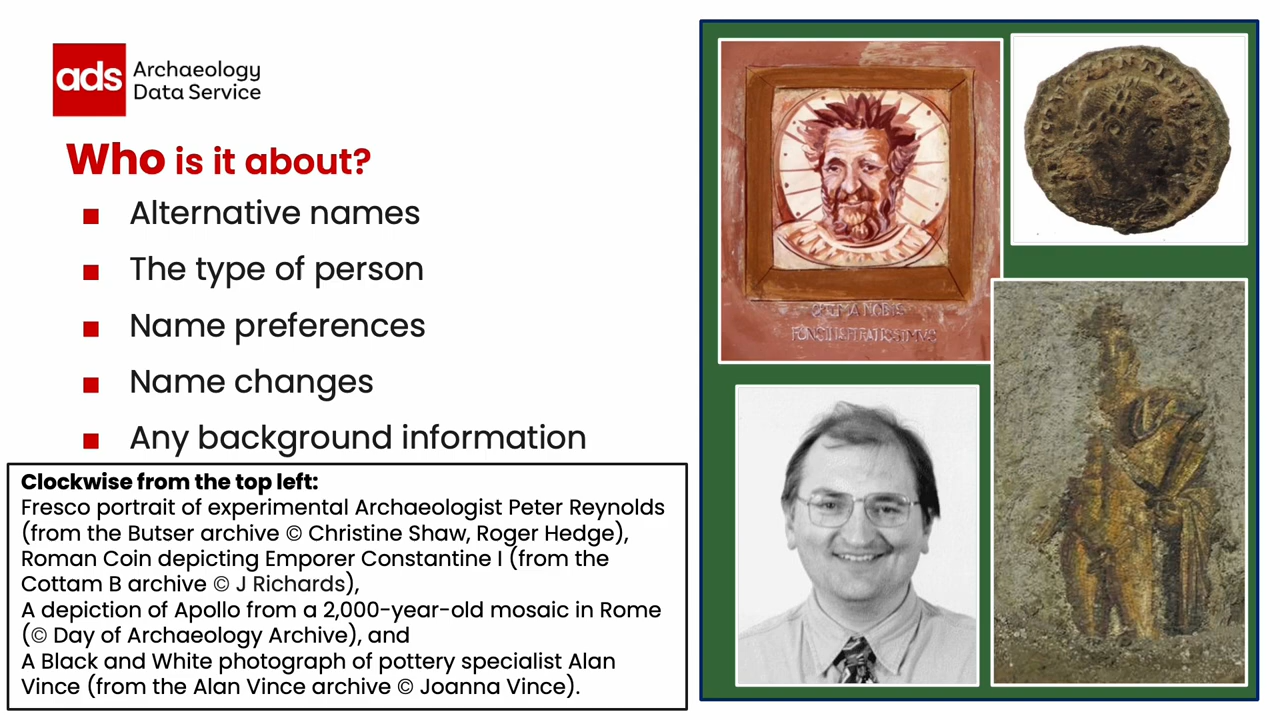 ads Archaeology
Data Service
Who is it about?
Alternative names
The type of person
Name preferences
Name changes
Any background information
Clockwise from the top left:
Fresco portrait of experimental Archaeologist Peter Reynolds
(from the Butser archive © Christine Shaw, Roger Hedge),
Roman Coin depicting Emporer Constantine I (from the
Cottam B archive © J Richards),
A depiction of Apollo from a 2,000-year-old mosaic in Rome
(© Day of Archaeology Archive), and
A Black and White photograph of pottery specialist Alan
Vince (from the Alan Vince archive © Joanna Vince).